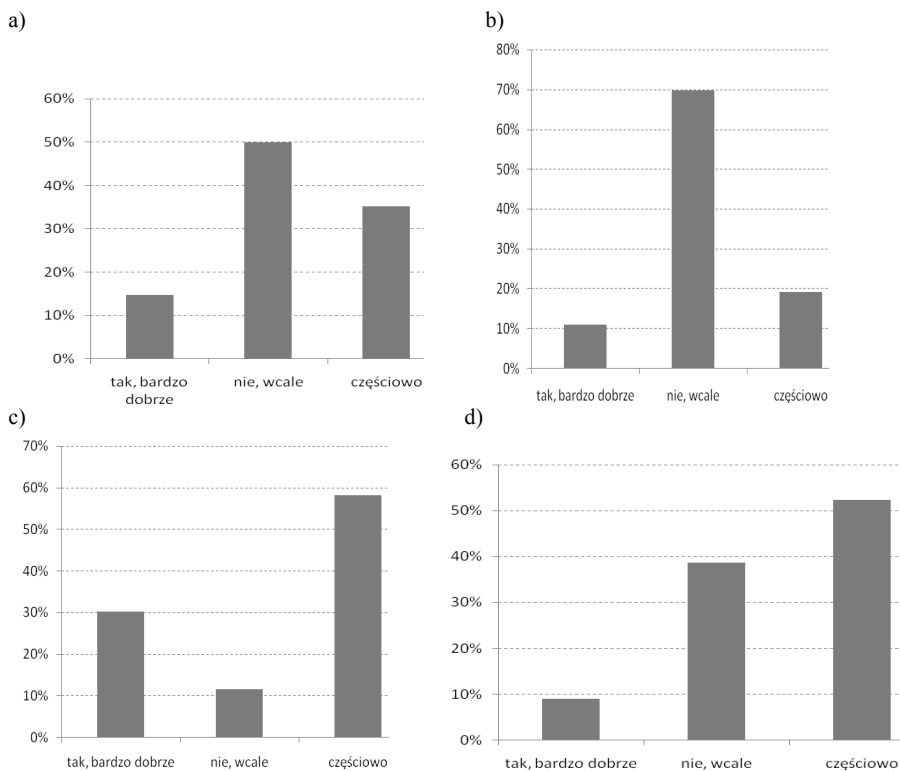 a)
60%
50%
40%
30%
20%
10%
0%
tak, bardzo
dobrze
nie, wcale
częściowo
b)
80%
70%
60%
50%
40%
30%
20%
10%
0%
tak, bardzo dobrze
nie, wcale
częściowo
c)
70%
60%
50%
40%
30%
20%
10%
0%
tak, bardzo dobrze
nie, wcale
częściowo
d)
60%
50%
40%
30%
20%
10%
0%
tak, bardzo dobrze
nie, wcale
częściowo